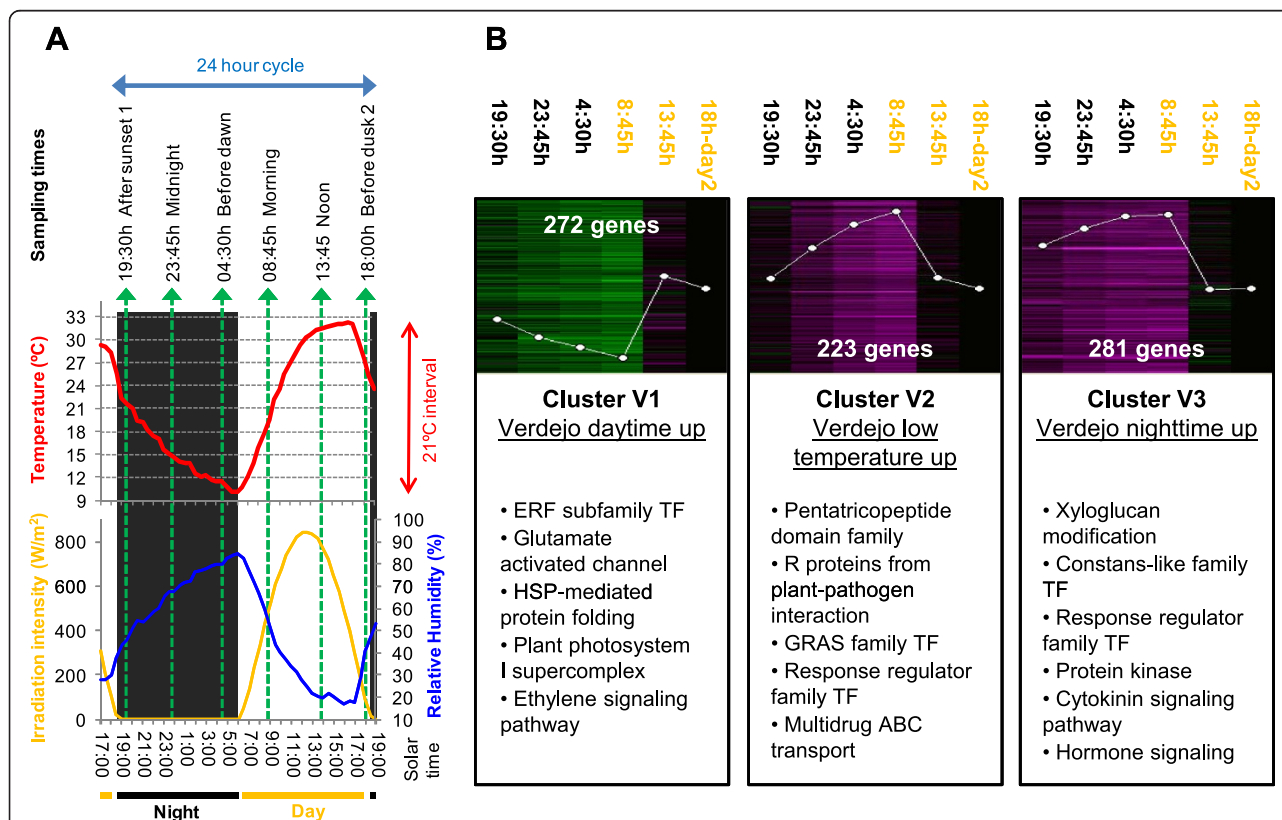 A
24 hour cycle
Sampling times
19:30h After sunset 1
23:45h Midnight
04:30h Before dawn
08:45h Morning
13:45 Noon
18:00h Before dusk 2
Temperature (ºC)
33
30
27
24
21
18
15
12
9
21ºC interval
Irradiation intensity (W/m²)
800
600
400
200
0
100
90
80
70
60
50
40
30
20
10
Relative Humidity (%)
17:00
19:00
21:00
23:00
1:00
3:00
5:00
7:00
9:00
11:00
13:00
15:00
17:00
19:00
Solar
time
Night
Day
B
19:30h
23:45h
4:30h
8:45h
13:45h
18h-day2
272 genes
Cluster V1
Verdejo daytime up
• ERF subfamily TF
• Glutamate
activated channel
• HSP-mediated
protein folding
• Plant photosystem
I supercomplex
• Ethylene signaling
pathway
19:30h
23:45h
4:30h
8:45h
13:45h
18h-day2
223 genes
Cluster V2
Verdejo low
temperature up
• Pentatricopeptide
domain family
• R proteins from
plant-pathogen
interaction
• GRAS family TF
• Response regulator
family TF
• Multidrug ABC
transport
19:30h
23:45h
4:30h
8:45h
13:45h
18h-day2
281 genes
Cluster V3
Verdejo nighttime up
• Xyloglucan
modification
• Constans-like family
TF
• Response regulator
family TF
• Protein kinase
• Cytokinin signaling
pathway
• Hormone signaling